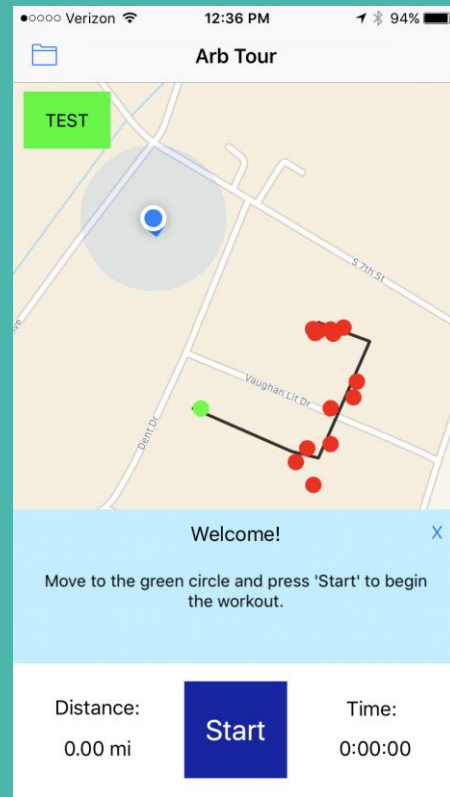 Verizon 12:36 PM 94%
Arb Tour
TEST
S 7th St
Vaughan Lit Dr
Dent Dr
Welcome!
X
Move to the green circle and press 'Start' to begin
the workout.
Distance:
0.00 mi
Start
Time:
0:00:00